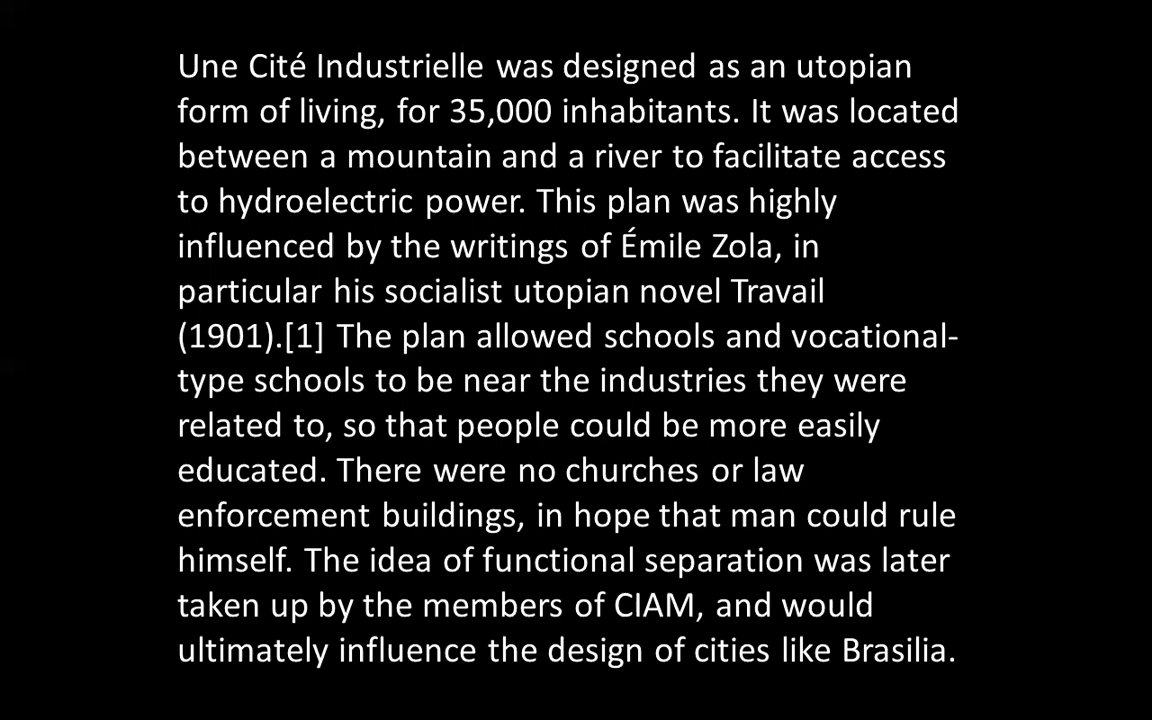 Une Cité Industrielle was designed as an utopian
form of living, for 35,000 inhabitants. It was located
between a mountain and a river to facilitate access
to hydroelectric power. This plan was highly
influenced by the writings of Émile Zola, in
particular his socialist utopian novel Travail
(1901).[1] The plan allowed schools and vocational-
type schools to be near the industries they were
related to, so that people could be more easily
educated. There were no churches or law
enforcement buildings, in hope that man could rule
himself. The idea of functional separation was later
taken up by the members of CIAM, and would
ultimately influence the design of cities like Brasilia.